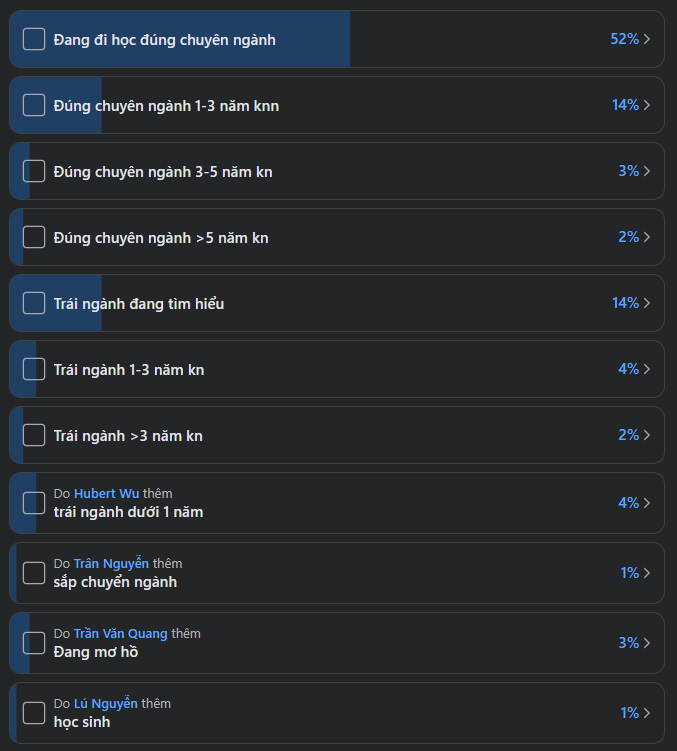 Đang đi học đúng chuyên ngành 52%
Đúng chuyên ngành 1-3 năm knn 14%
Đúng chuyên ngành 3-5 năm kn 3%
Đúng chuyên ngành >5 năm kn 2%
Trái ngành đang tìm hiểu 14%
Trái ngành 1-3 năm kn 4%
Trái ngành >3 năm kn 2%
Do Hubert Wu thêm
trái ngành dưới 1 năm 4%
Do Trân Nguyễn thêm
sắp chuyển ngành 1%
Do Trần Văn Quang thêm
Đang mơ hồ 3%
Do Lú Nguyễn thêm
học sinh 1%